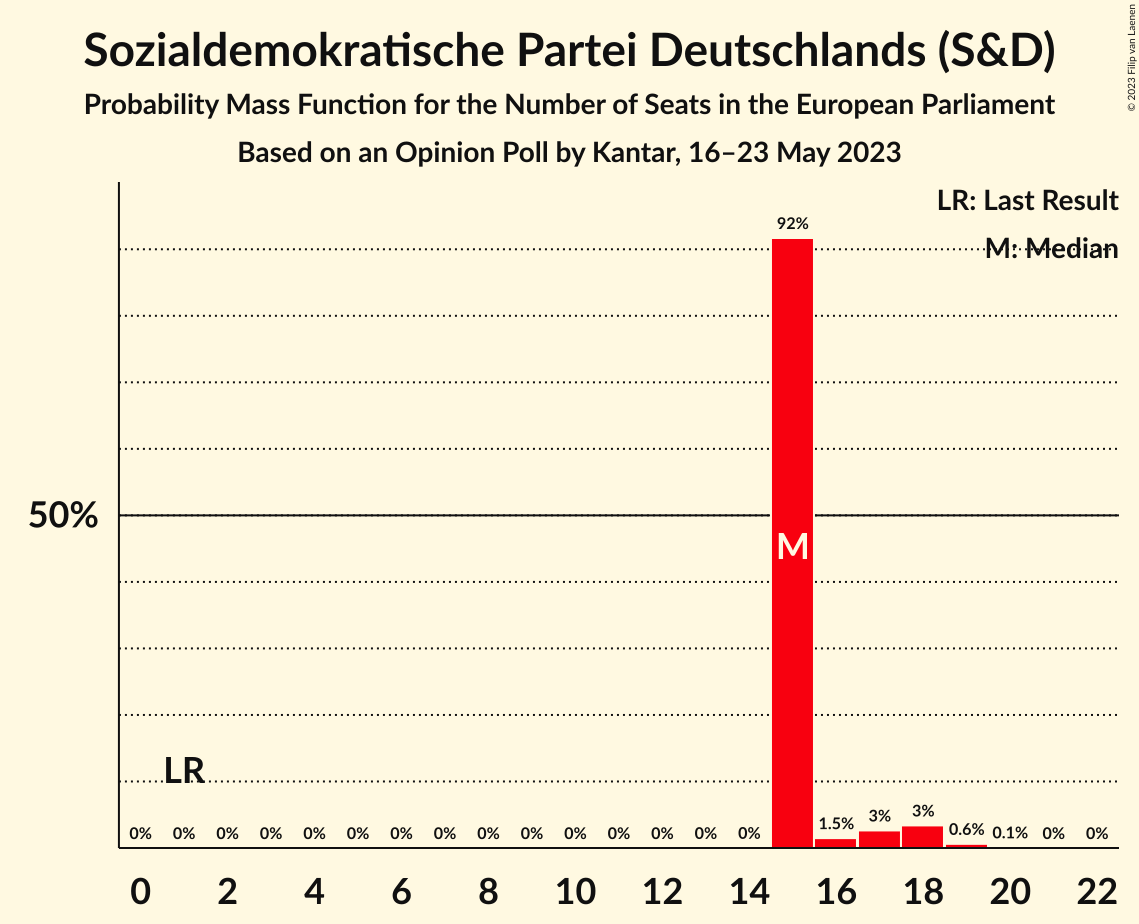 Sozialdemokratische Partei Deutschlands (S&D)
Probability Mass Function for the Number of Seats in the European Parliament
Based on an Opinion Poll by Kantar, 16–23 May 2023
© 2023 Filip van Laenen
LR: Last Result
M: Median
92%
50%
M
LR
0% 0% 0% 0% 0% 0% 0% 0% 0% 0% 0% 0% 0% 0% 0% 1.5% 3% 3% 0.6% 0.1% 0% 0%
0 2 4 6 8 10 12 14 16 18 20 22